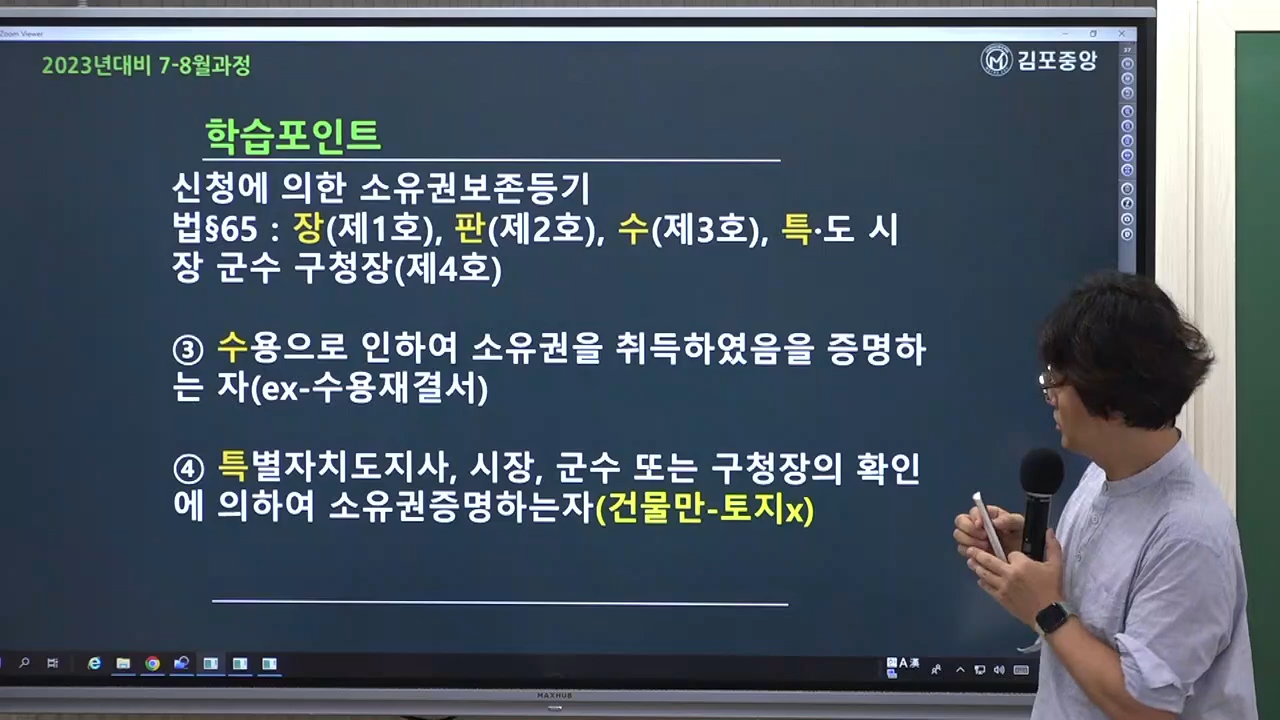 Zoom Viewer
2023년대비 7-8월과정
김포중앙
학습포인트
신청에 의한 소유권보존등기
법§65 : 장(제1호), 판(제2호), 수(제3호), 특·도 시
장 군수 구청장(제4호)
③ 수용으로 인하여 소유권을 취득하였음을 증명하
는 자(ex-수용재결서)
④ 특별자치도지사, 시장, 군수 또는 구청장의 확인
에 의하여 소유권증명하는자(건물만-토지x)
A 漢
MAXHUB